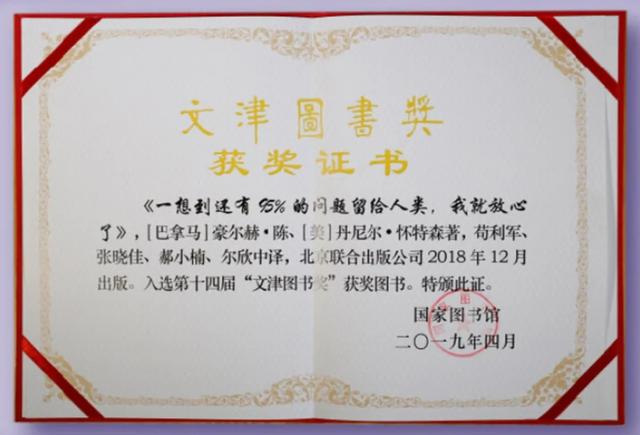 文津圖書獎
获奖证书
《一想到还有95%的问题留给人类，我就放心
了》，[巴拿马]豪尔赫·陈、[美]丹尼尔·怀特森著，苟利军、
张晓佳、郝小楠、尔欣中译，北京联合出版公司2018年12月
出版。入选第十四届“文津图书奖”获奖图书。特颁此证。
国家图书馆
二〇一九年四月